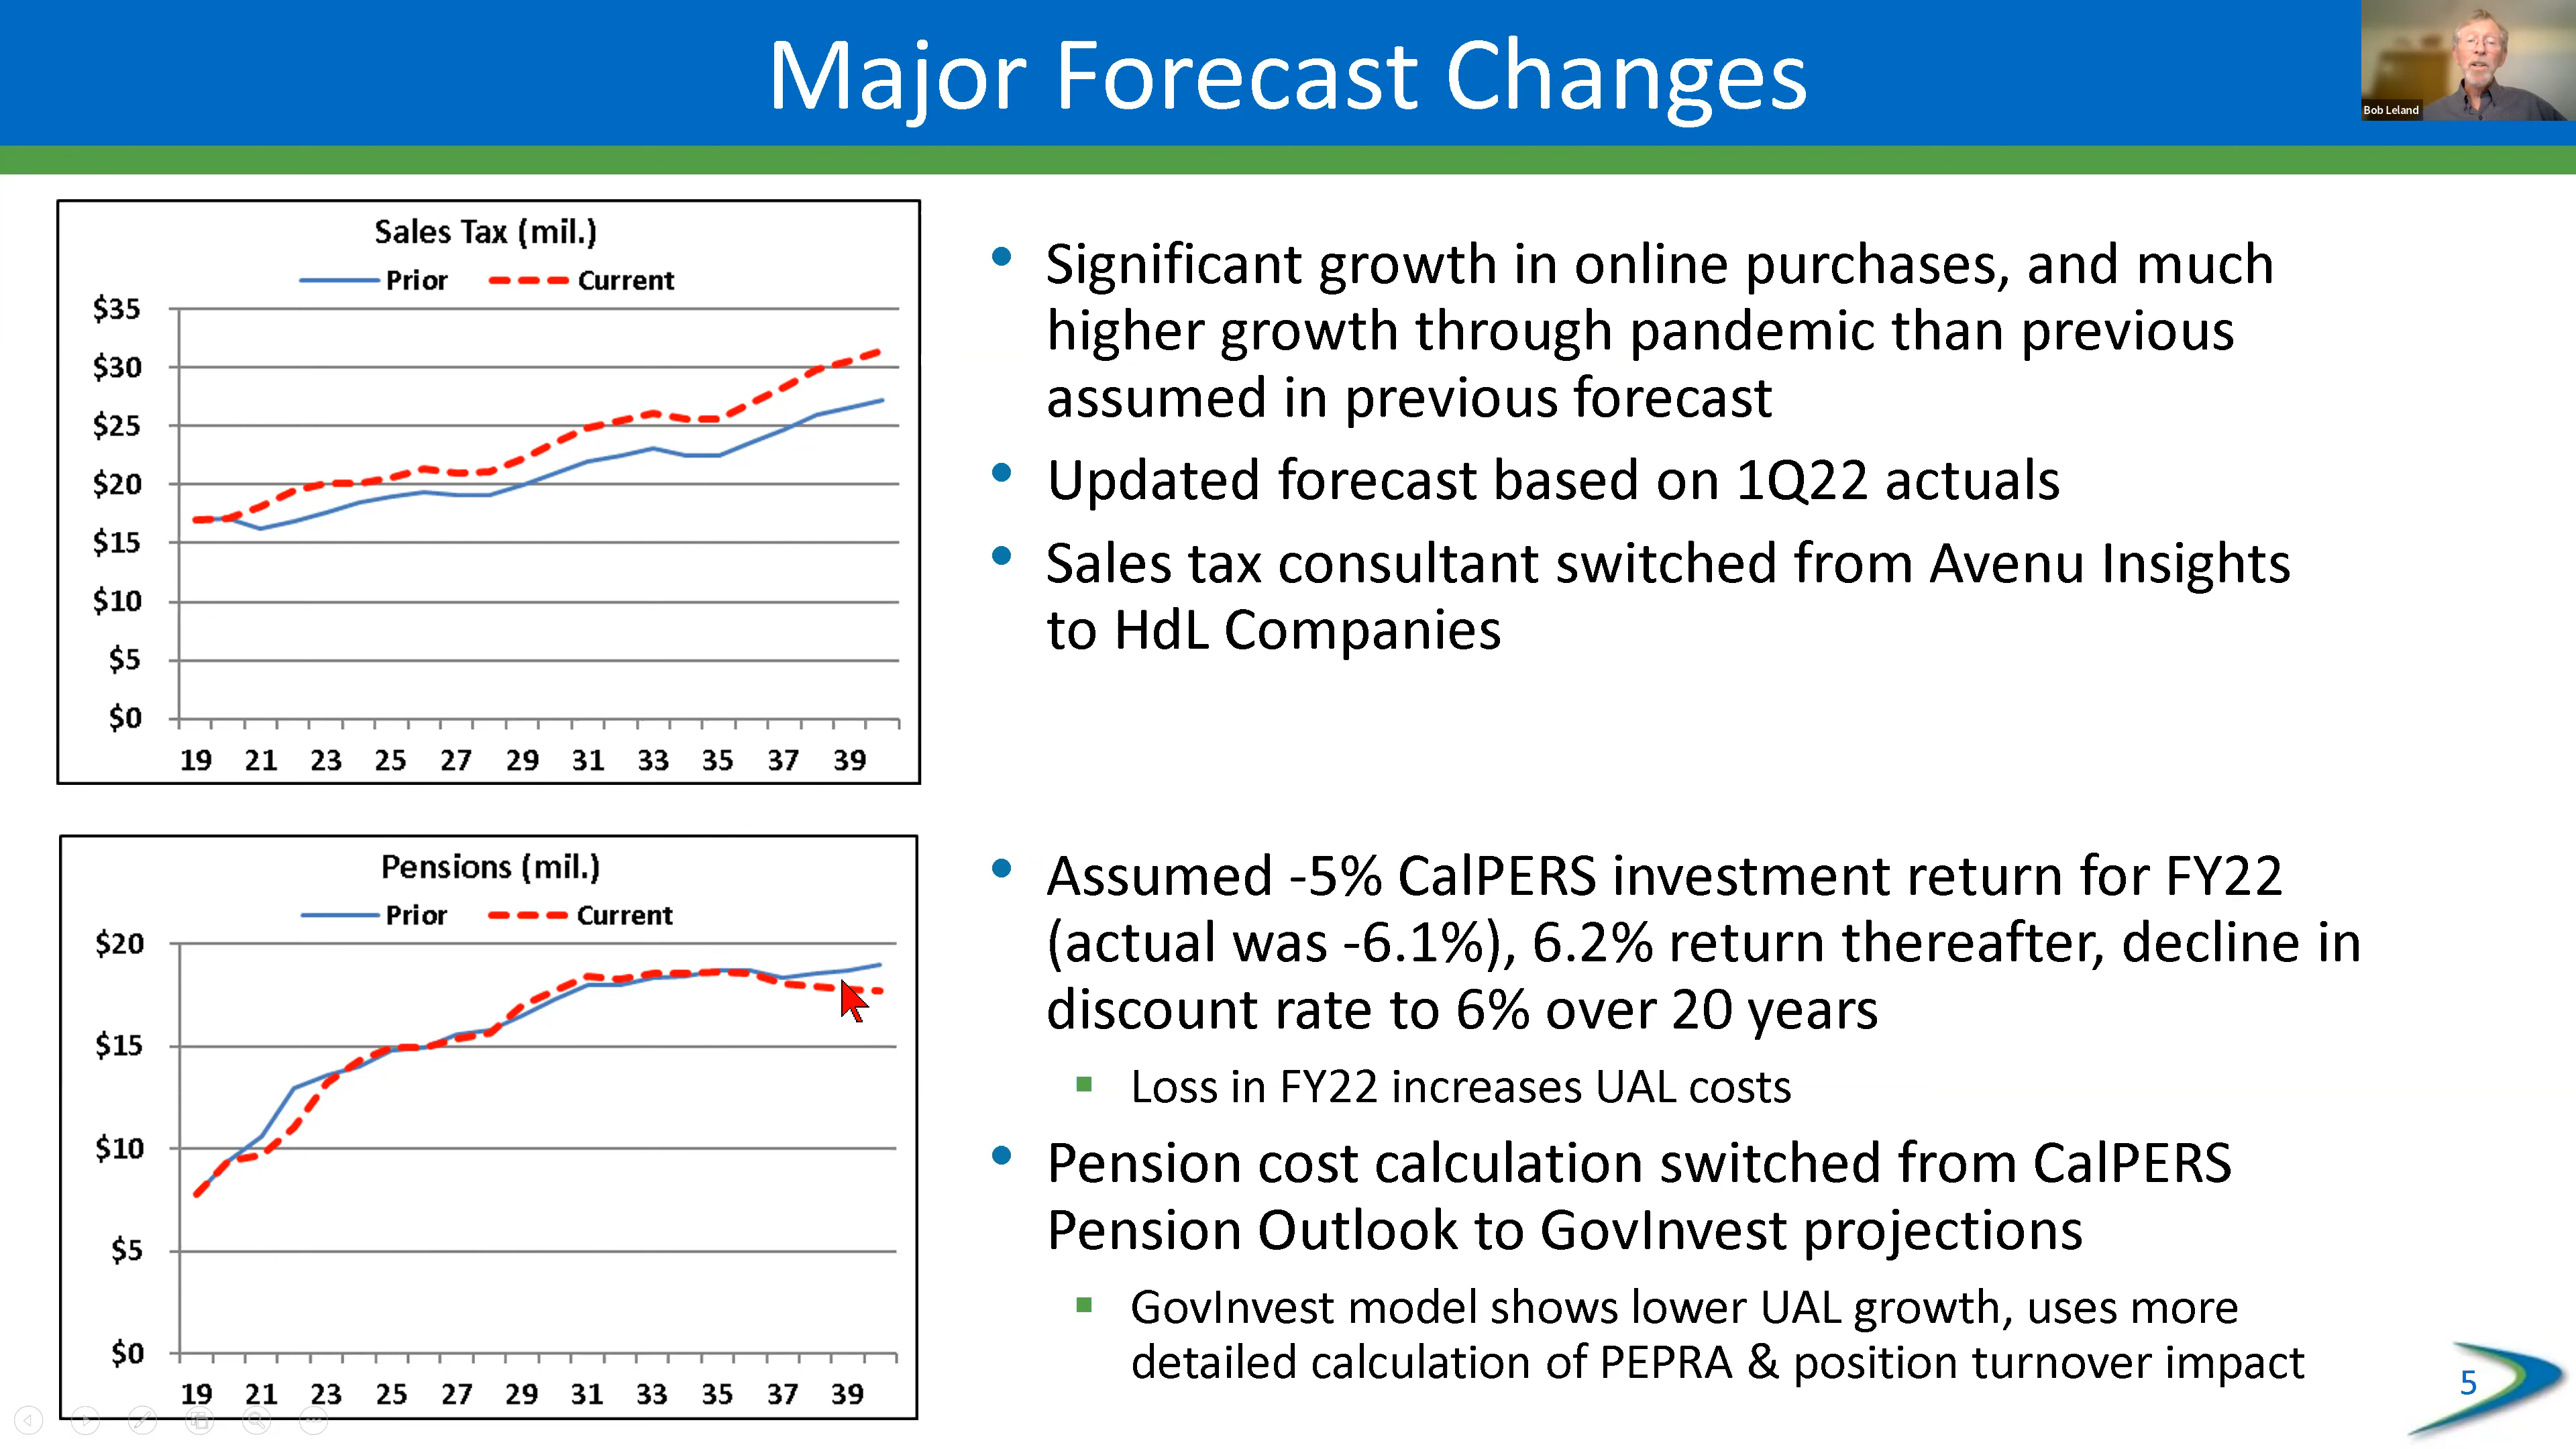 Major Forecast Changes
Bob Leland
Sales Tax (mil.)
Prior Current
$35
$30
$25
$20
$15
$10
$5
$0
19 21 23 25 27 29 31 33 35 37 39
• Significant growth in online purchases, and much
higher growth through pandemic than previous
assumed in previous forecast
• Updated forecast based on 1Q22 actuals
• Sales tax consultant switched from Avenu Insights
to HdL Companies
Pensions (mil.)
Prior Current
$20
$15
$10
$5
$0
19 21 23 25 27 29 31 33 35 37 39
• Assumed -5% CalPERS investment return for FY22
(actual was -6.1%), 6.2% return thereafter, decline in
discount rate to 6% over 20 years
▪ Loss in FY22 increases UAL costs
• Pension cost calculation switched from CalPERS
Pension Outlook to GovInvest projections
▪ GovInvest model shows lower UAL growth, uses more
detailed calculation of PEPRA & position turnover impact
5